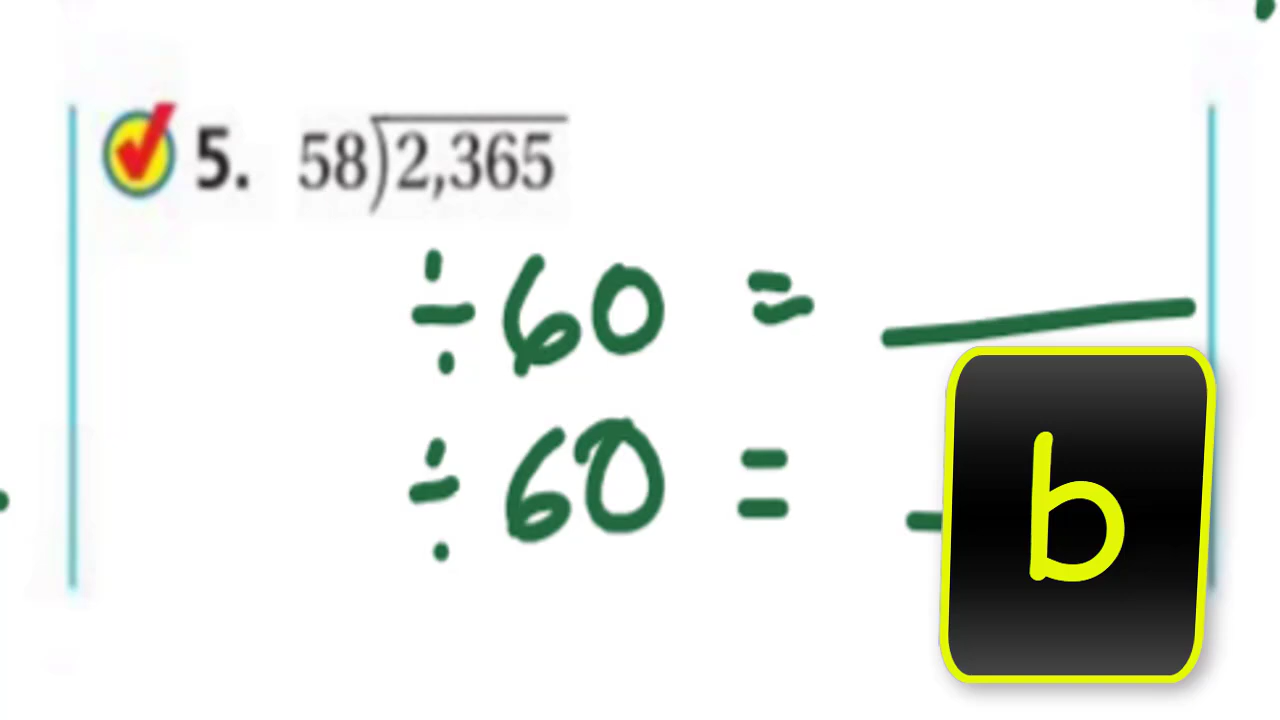 5. 58)2,365
÷ 60 =
÷ 60 =
b